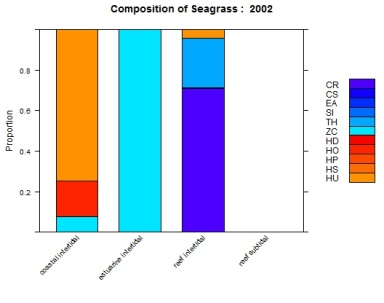 Composition of Seagrass : 2002
Proportion
0.8
0.6
0.4
0.2
coastal intertidal
estuarine intertidal
reef intertidal
reef subtidal
CR
CS
EA
SI
TH
ZC
HD
HO
HP
HS
HU